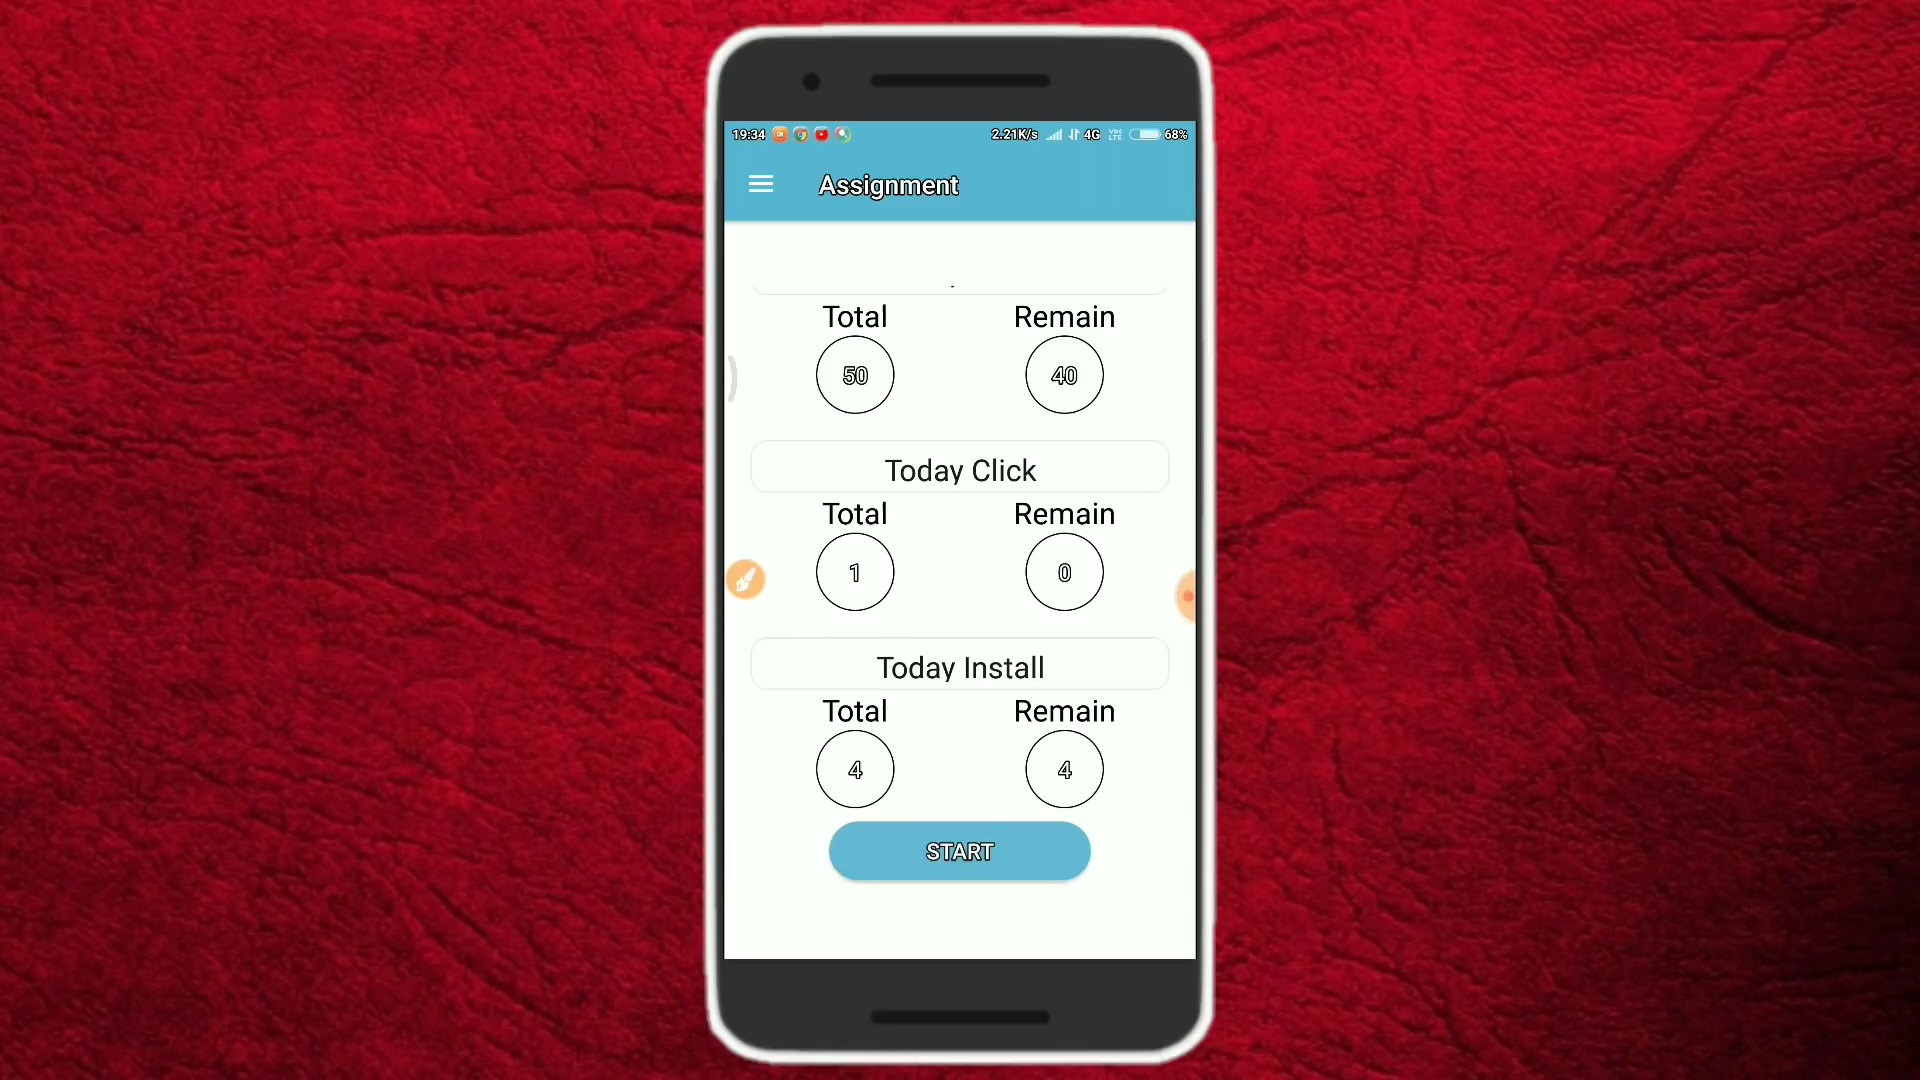 19:34 2.21K/s 4G VoLTE 68%
Assignment
Total Remain
50 40
Today Click
Total Remain
1 0
Today Install
Total Remain
4 4
START